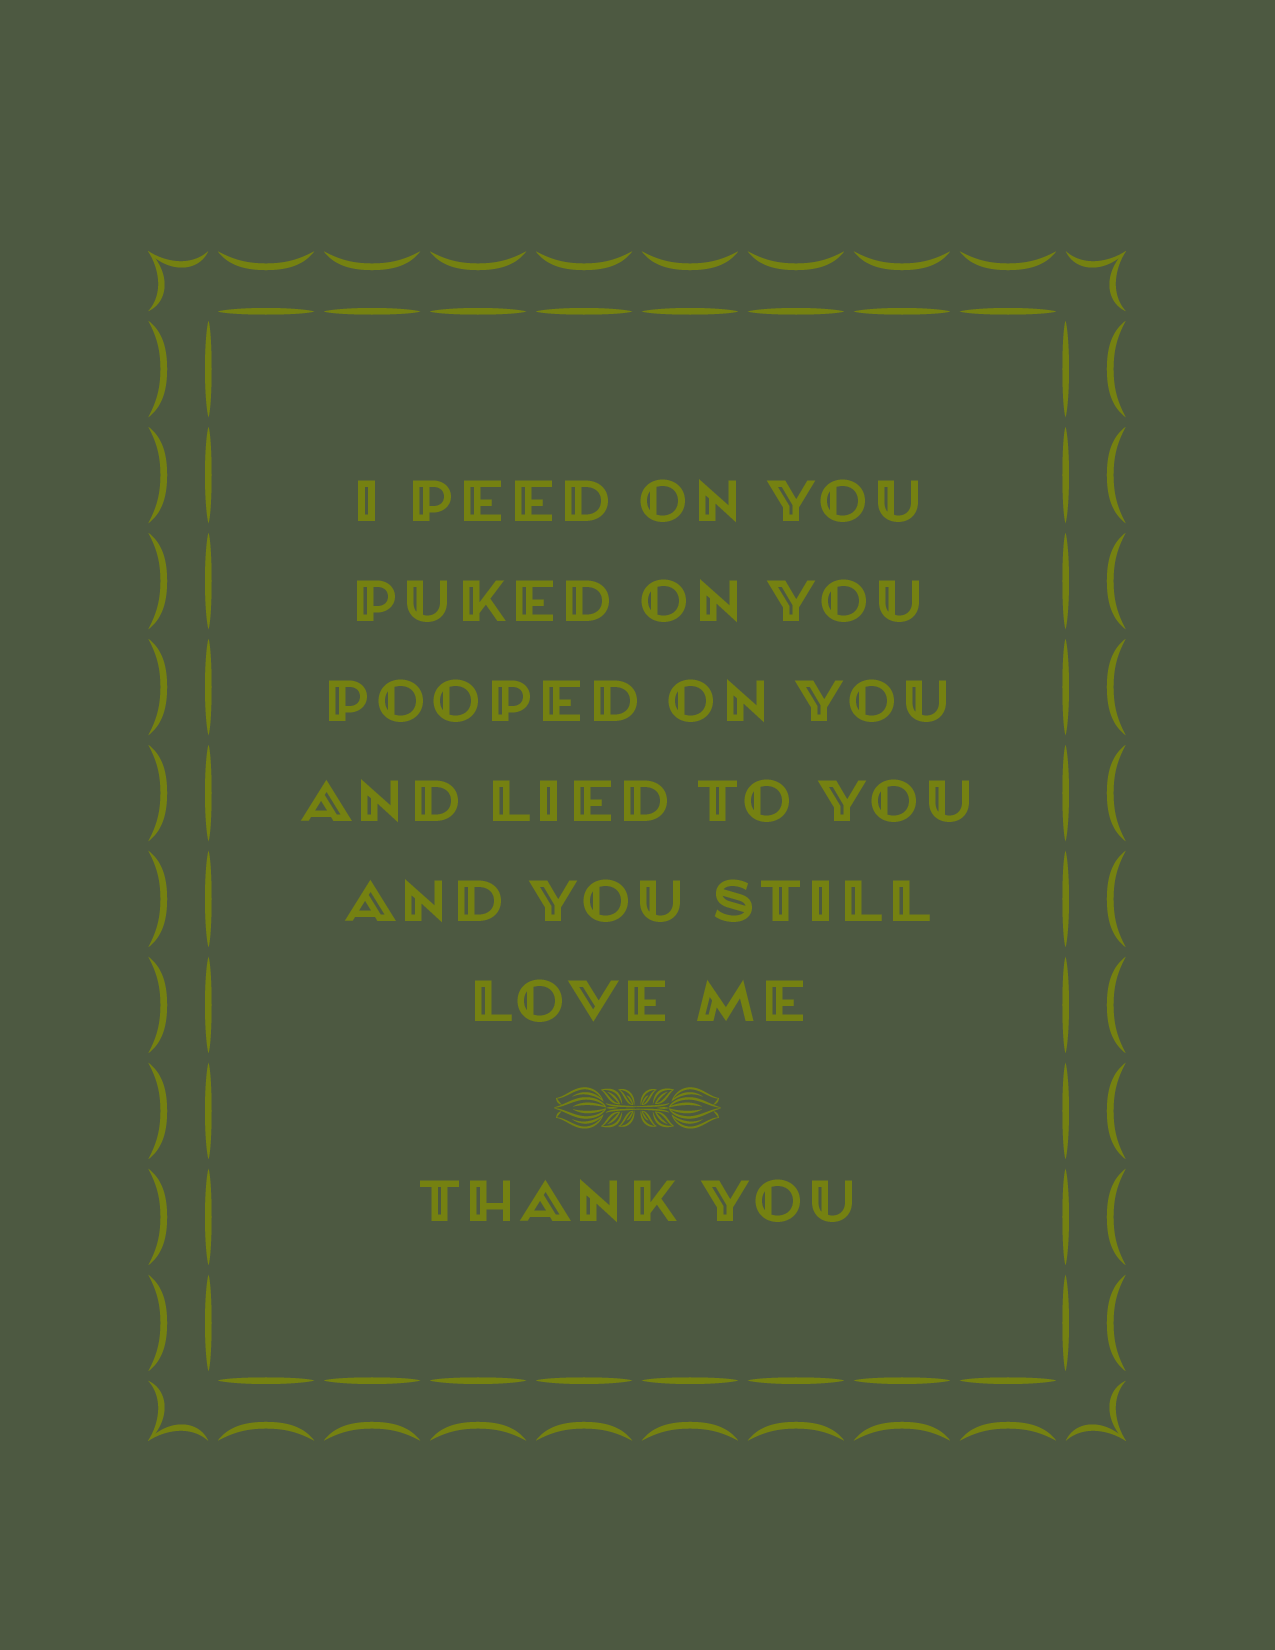 I PEED ON YOU
PUKED ON YOU
POOPED ON YOU
AND LIED TO YOU
AND YOU STILL
LOVE ME
THANK YOU